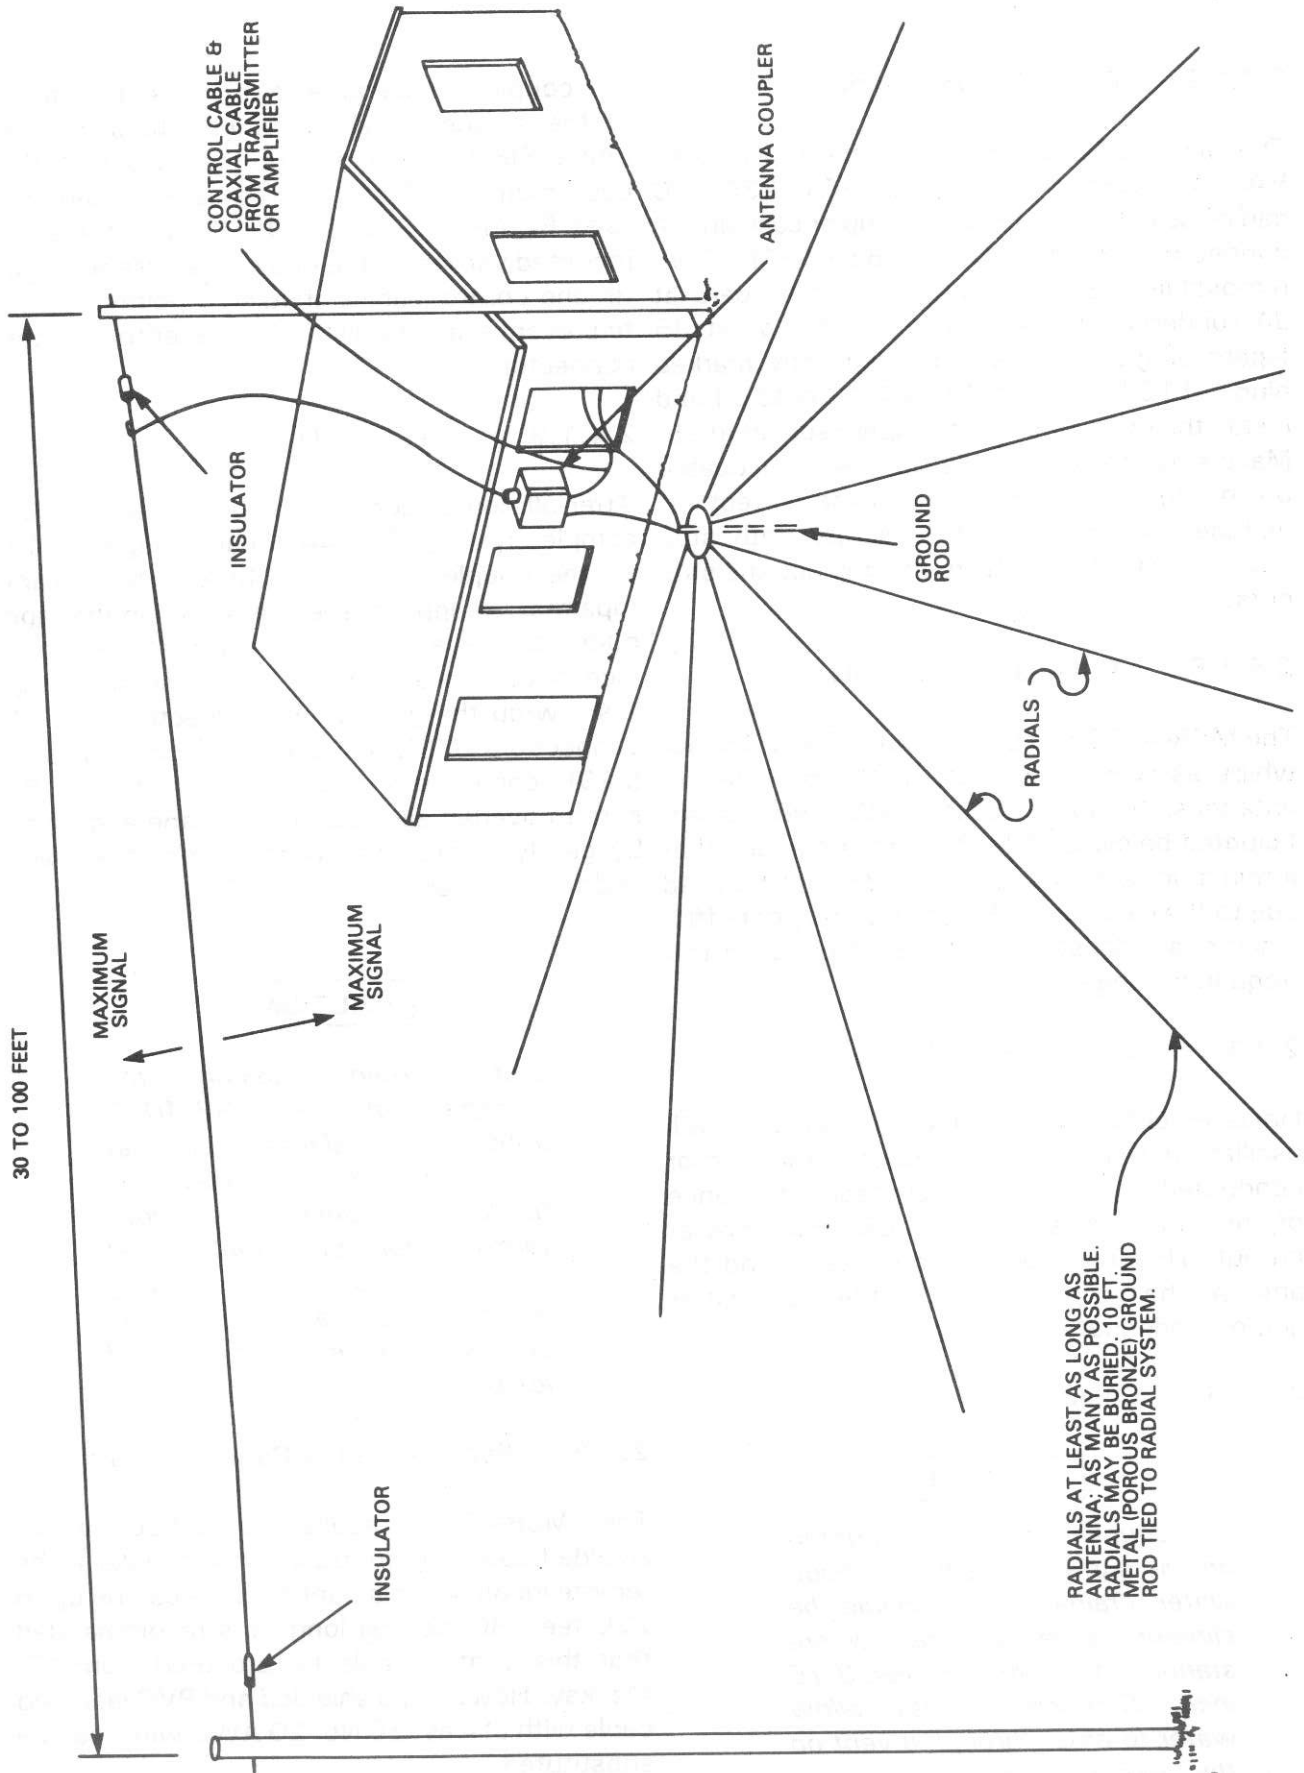 30 TO 100 FEET
MAXIMUM
SIGNAL
MAXIMUM
SIGNAL
INSULATOR
INSULATOR
CONTROL CABLE &
COAXIAL CABLE
FROM TRANSMITTER
OR AMPLIFIER
ANTENNA COUPLER
GROUND
ROD
RADIALS
RADIALS AT LEAST AS LONG AS
ANTENNA; AS MANY AS POSSIBLE.
RADIALS MAY BE BURIED. 10 FT.
METAL (POROUS BRONZE) GROUND
ROD TIED TO RADIAL SYSTEM.